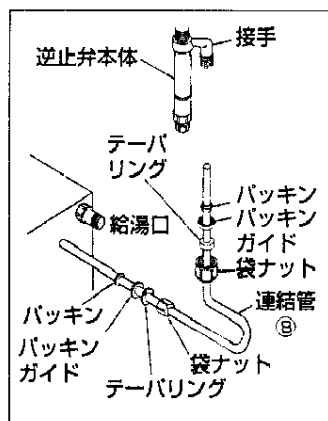 接手
逆止弁本体
テーパ
リング
パッキン
パッキン
ガイド
袋ナット
連結管
Ⓑ
給湯口
パッキン
パッキン
ガイド
テーパリング
袋ナット